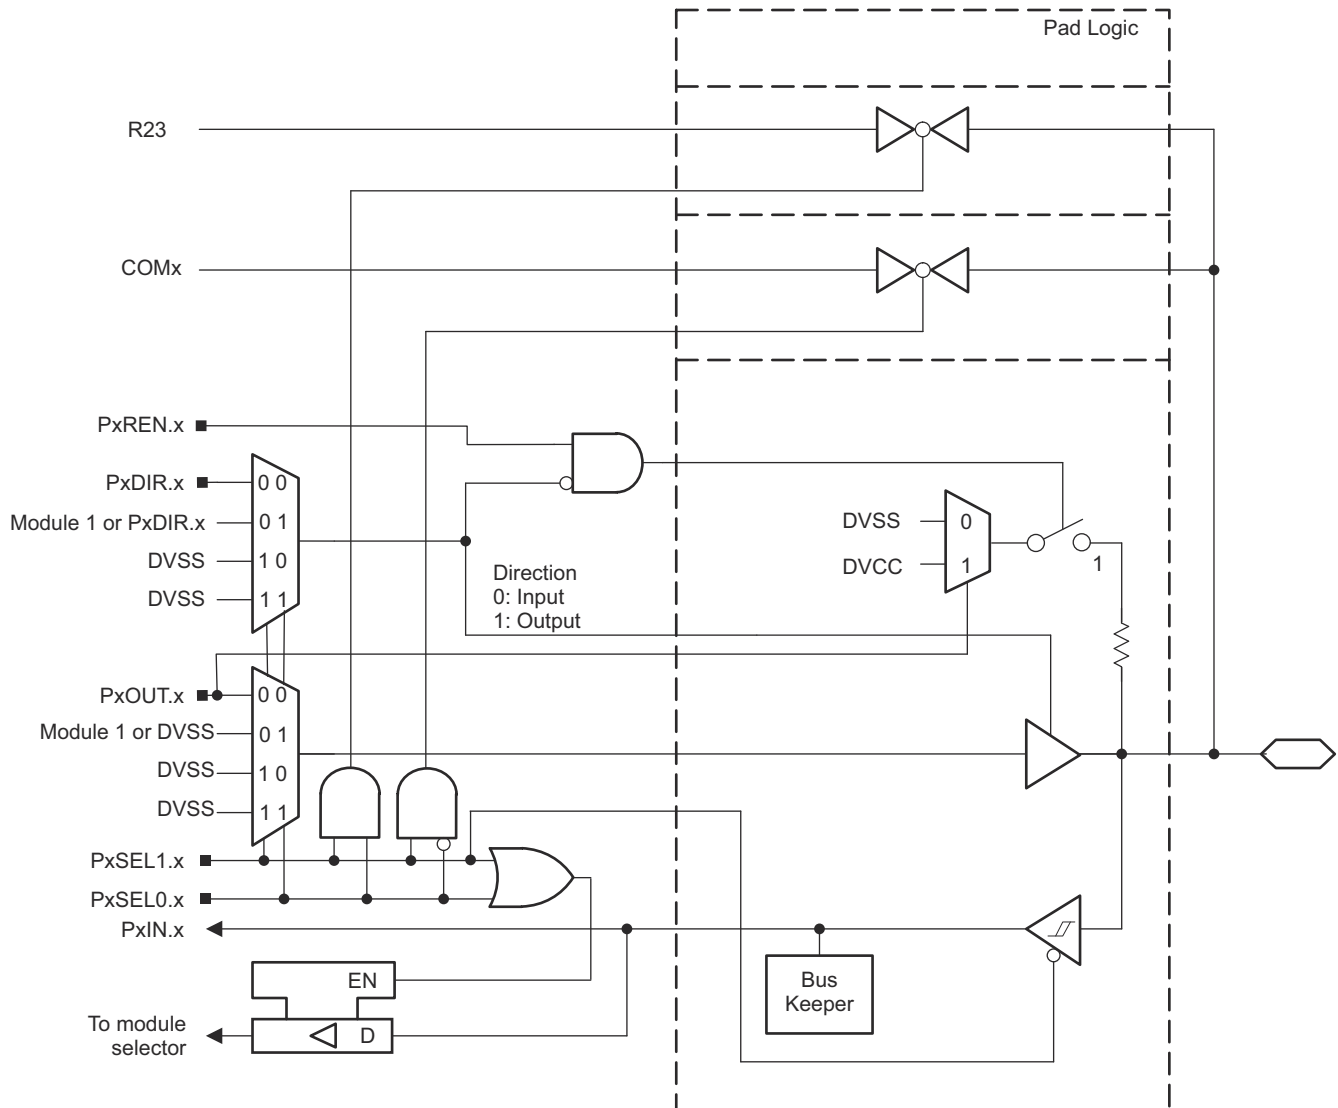 Pad Logic
R23
COMx
PxREN.x
PxDIR.x
0 0
Module 1 or PxDIR.x
0 1
DVSS
1 0
DVSS
1 1
Direction
0: Input
1: Output
DVSS
0
DVCC
1
1
PxOUT.x
0 0
Module 1 or DVSS
0 1
DVSS
1 0
DVSS
1 1
PxSEL1.x
PxSEL0.x
PxIN.x
EN
Bus
Keeper
To module
selector
D